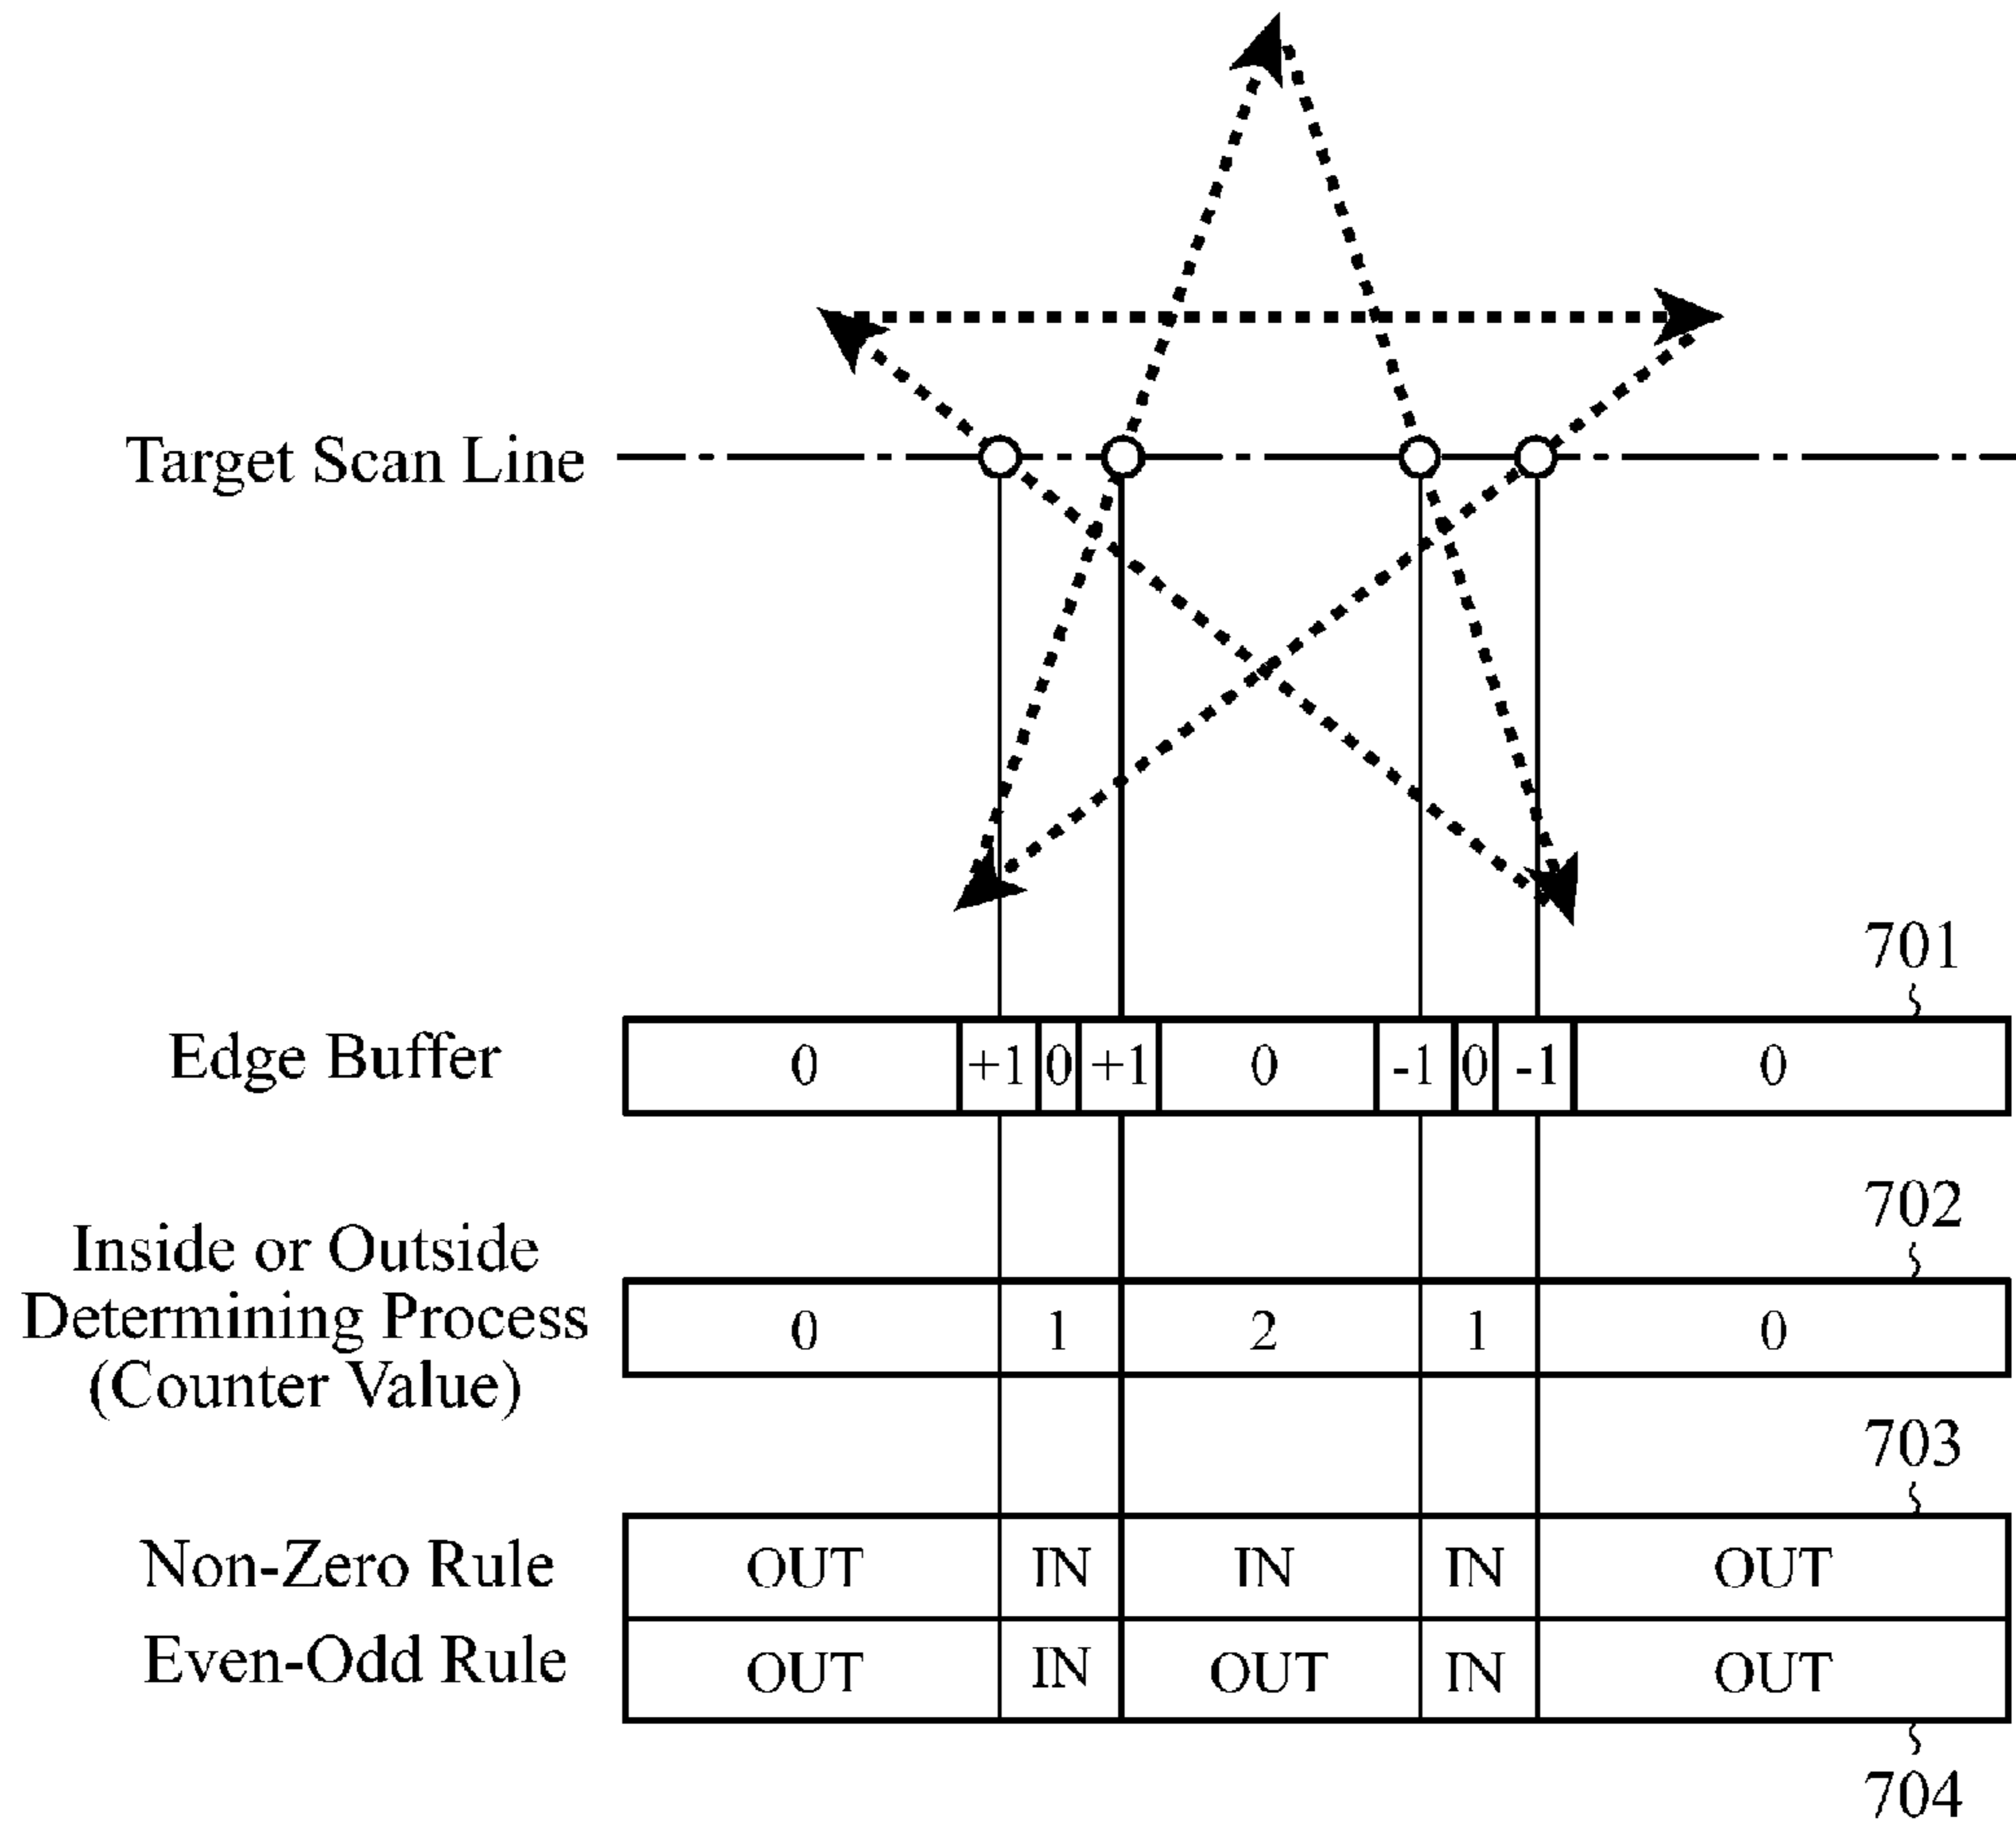 Target Scan Line
701
Edge Buffer 0 +1 0 +1 0 -1 0 -1 0
702
Inside or Outside
Determining Process
(Counter Value)
0 1 2 1 0
703
Non-Zero Rule OUT IN IN IN OUT
Even-Odd Rule OUT IN OUT IN OUT
704